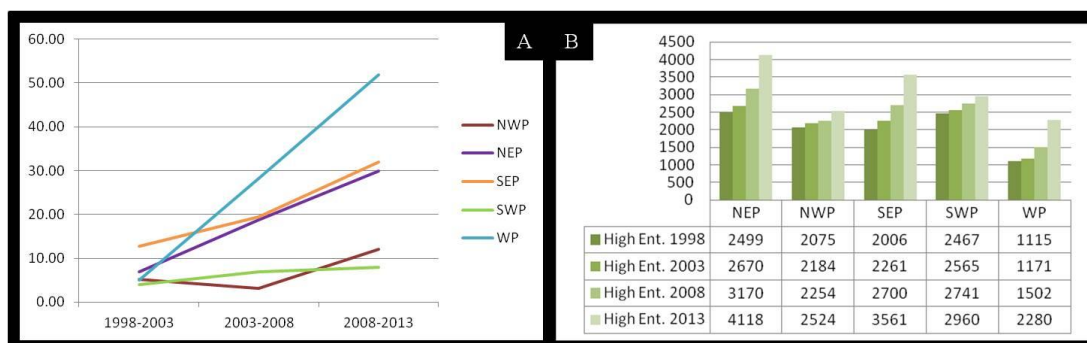 A
60.00
50.00
40.00
30.00
20.00
10.00
0.00
1998-2003 2003-2008 2008-2013
NWP
NEP
SEP
SWP
WP
B
4500
4000
3500
3000
2500
2000
1500
1000
500
0
NEP NWP SEP SWP WP
High Ent. 1998 2499 2075 2006 2467 1115
High Ent. 2003 2670 2184 2261 2565 1171
High Ent. 2008 3170 2254 2700 2741 1502
High Ent. 2013 4118 2524 3561 2960 2280